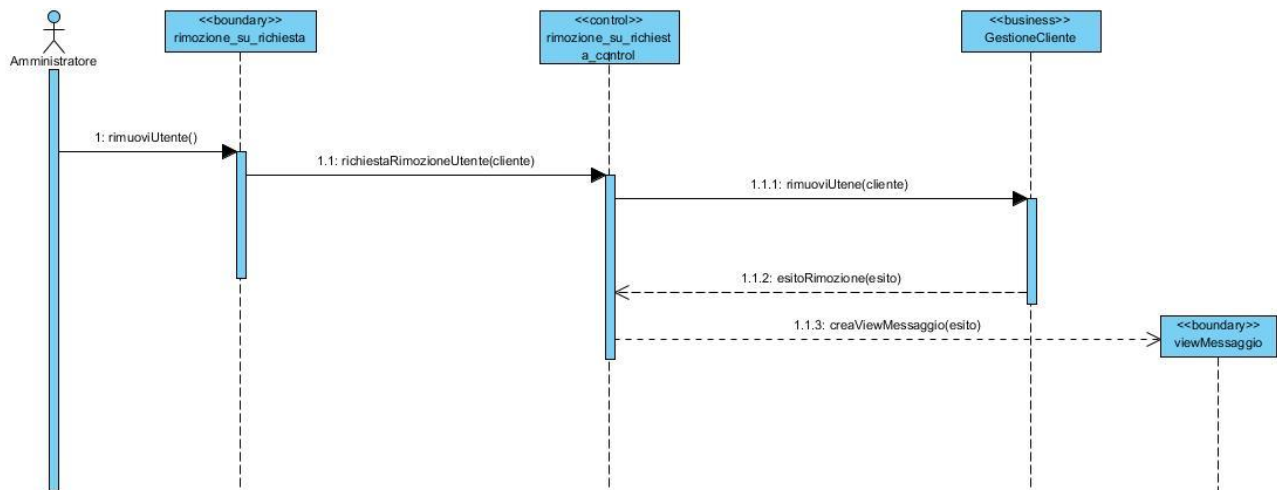 <<boundary>>
rimozione_su_richiesta
<<control>>
rimozione_su_richiest
a_control
<<business>>
GestioneCliente
Amministratore
1: rimuoviUtente()
1.1: richiestaRimozioneUtente(cliente)
1.1.1: rimuoviUtene(cliente)
1.1.2: esitoRimozione(esito)
1.1.3: creaViewMessaggio(esito)
<<boundary>>
viewMessaggio